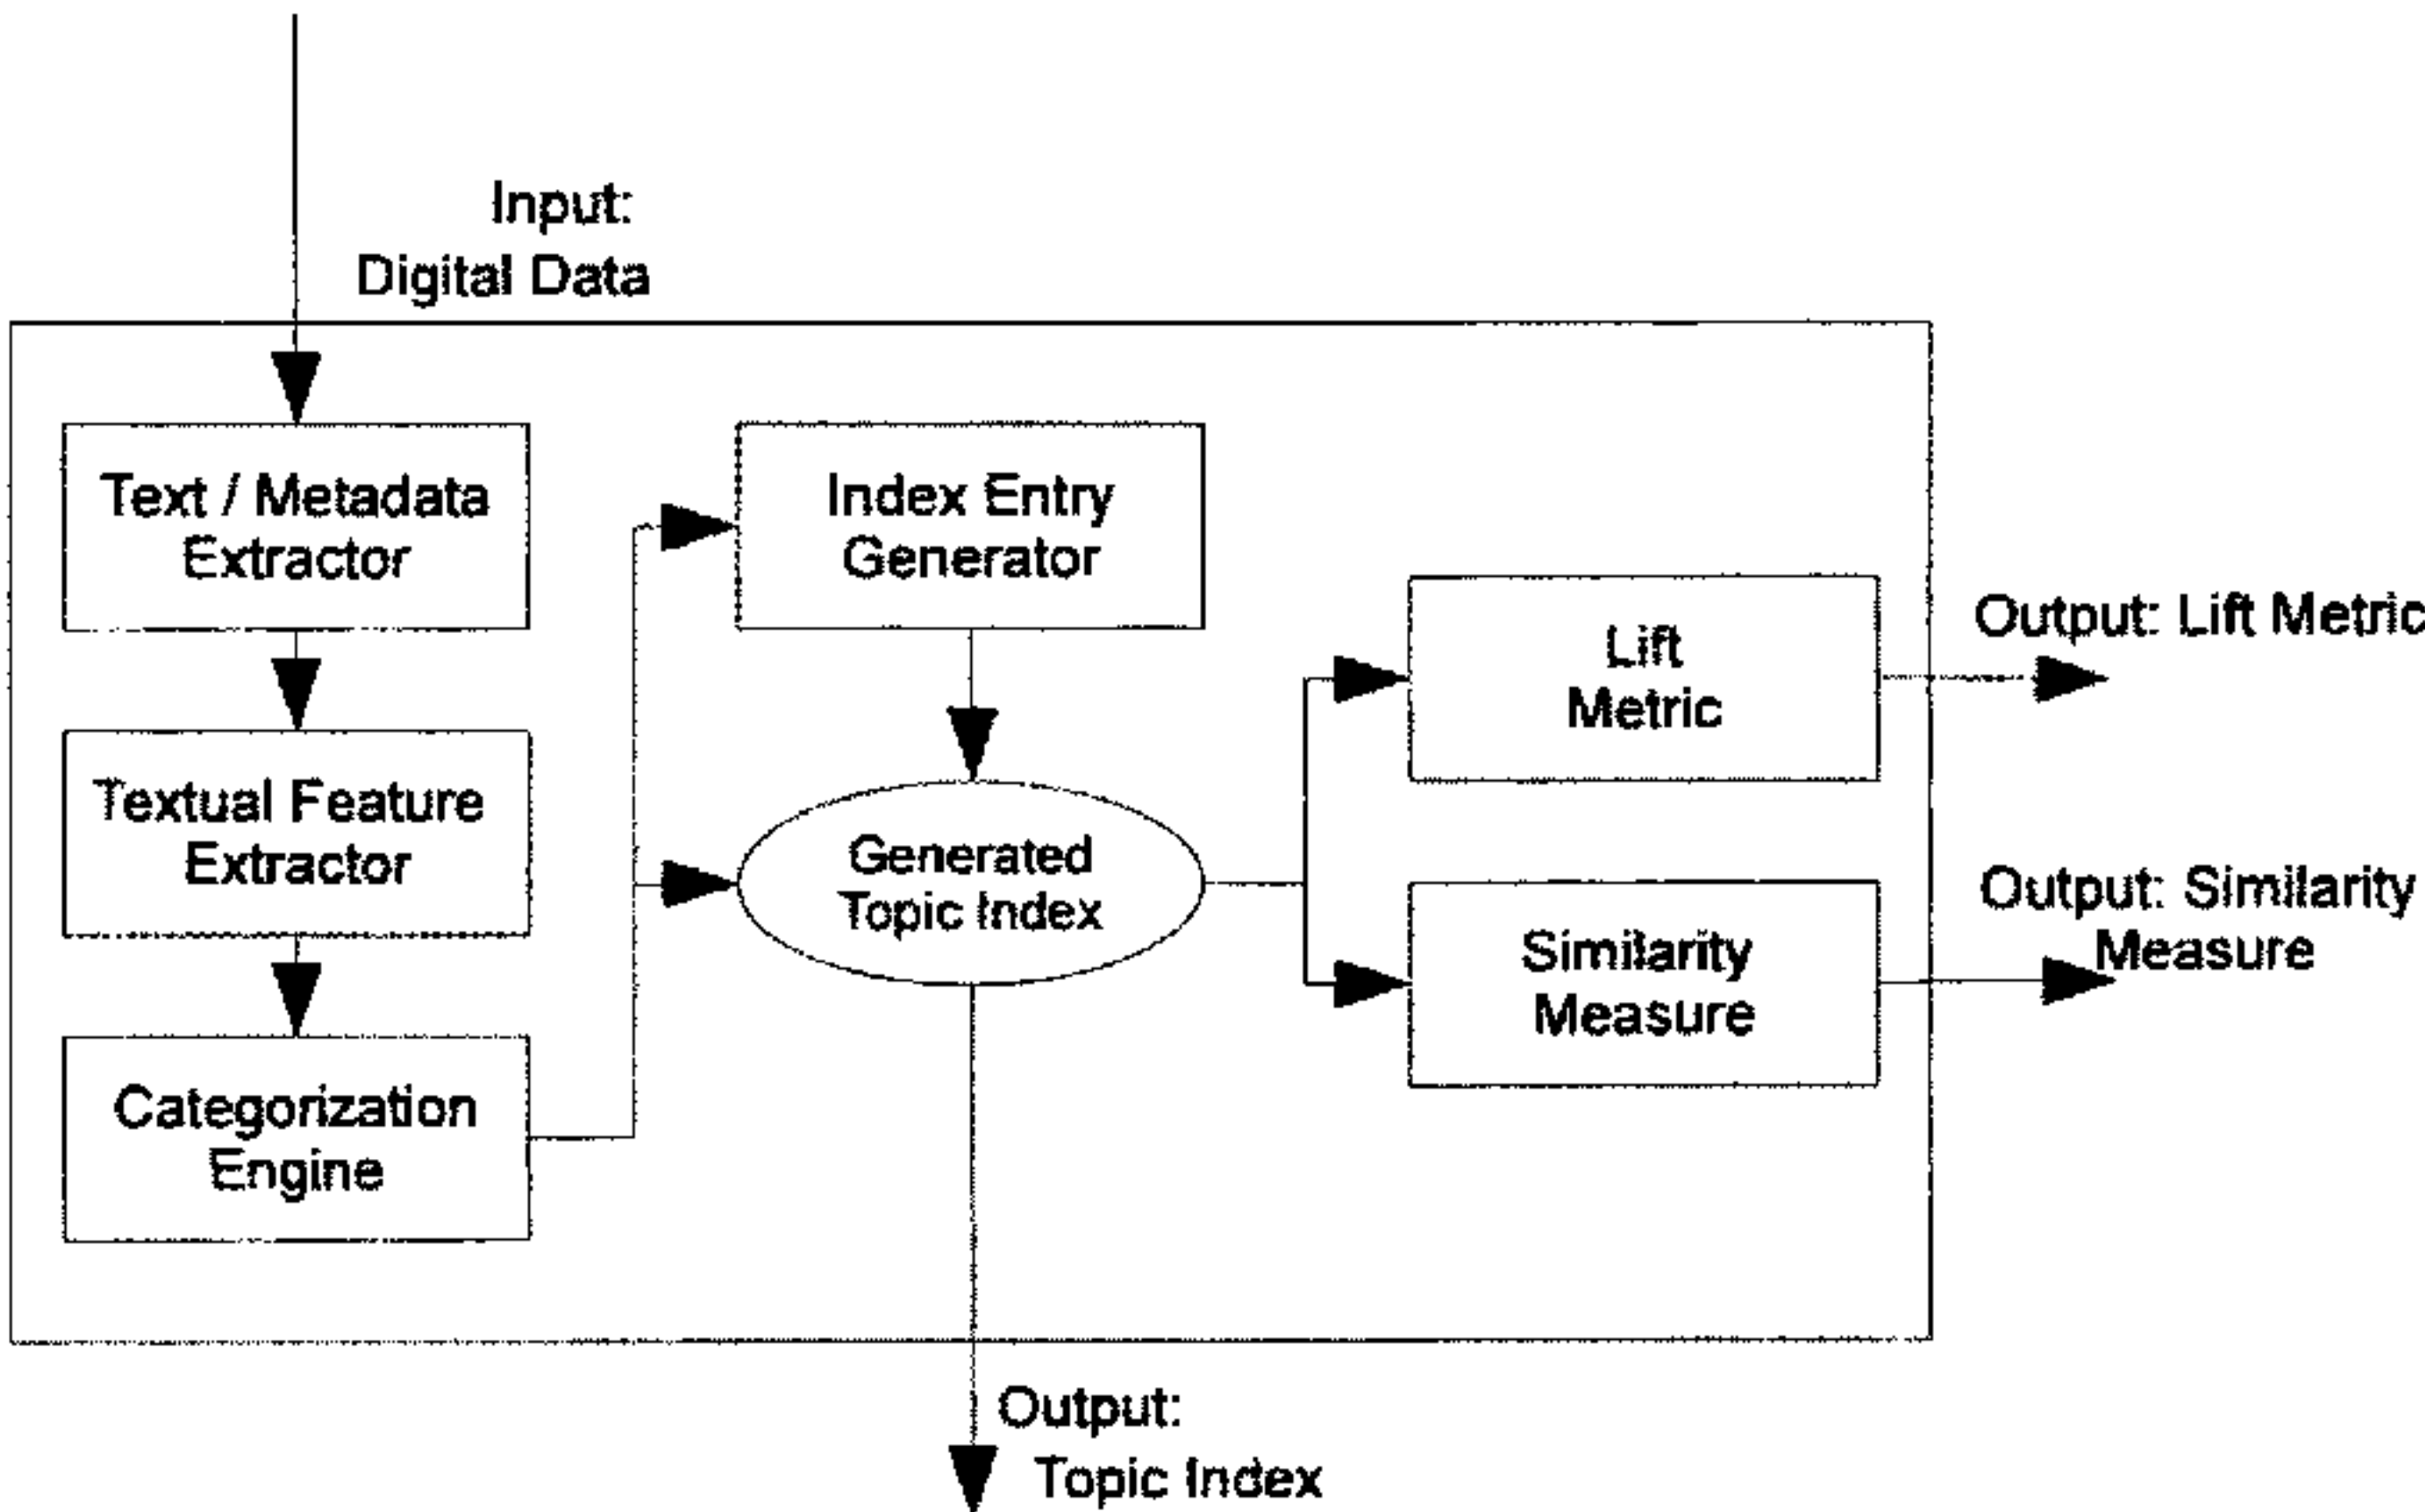 Input:
Digital Data
Text / Metadata
Extractor
Index Entry
Generator
Lift
Metric
Output: Lift Metric
Textual Feature
Extractor
Generated
Topic Index
Similarity
Measure
Output: Similarity
Measure
Categorization
Engine
Output:
Topic Index